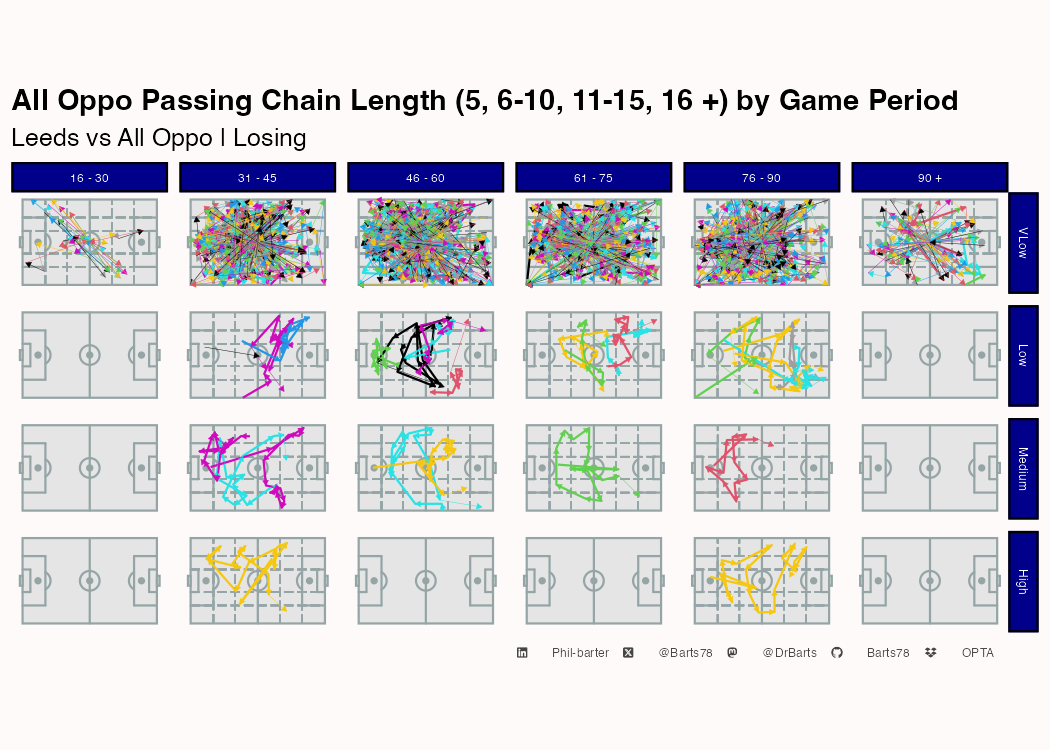 All Oppo Passing Chain Length (5, 6-10, 11-15, 16 +) by Game Period
Leeds vs All Oppo | Losing
16 - 30 31 - 45 46 - 60 61 - 75 76 - 90 90 +
VLow
Low
Medium
High
Phil-barter @Barts78 @DrBarts Barts78 OPTA